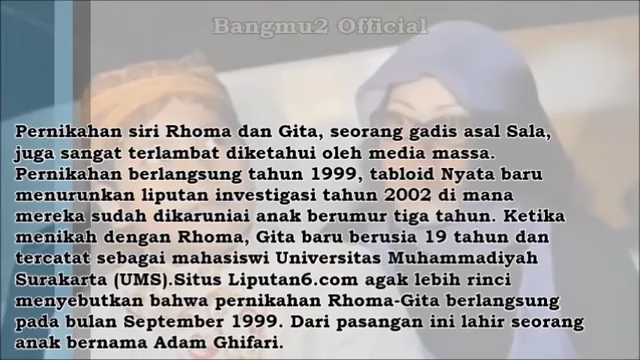 Bangmu2 Official
Pernikahan siri Rhoma dan Gita, seorang gadis asal Sala,
juga sangat terlambat diketahui oleh media massa.
Pernikahan berlangsung tahun 1999, tabloid Nyata baru
menurunkan liputan investigasi tahun 2002 di mana
mereka sudah dikaruniai anak berumur tiga tahun. Ketika
menikah dengan Rhoma, Gita baru berusia 19 tahun dan
tercatat sebagai mahasiswi Universitas Muhammadiyah
Surakarta (UMS).Situs Liputan6.com agak lebih rinci
menyebutkan bahwa pernikahan Rhoma-Gita berlangsung
pada bulan September 1999. Dari pasangan ini lahir seorang
anak bernama Adam Ghifari.